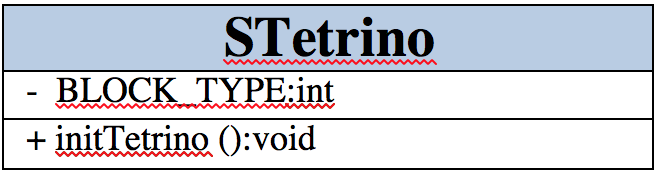 STetrino
- BLOCK_TYPE:int
+ initTetrino ():void